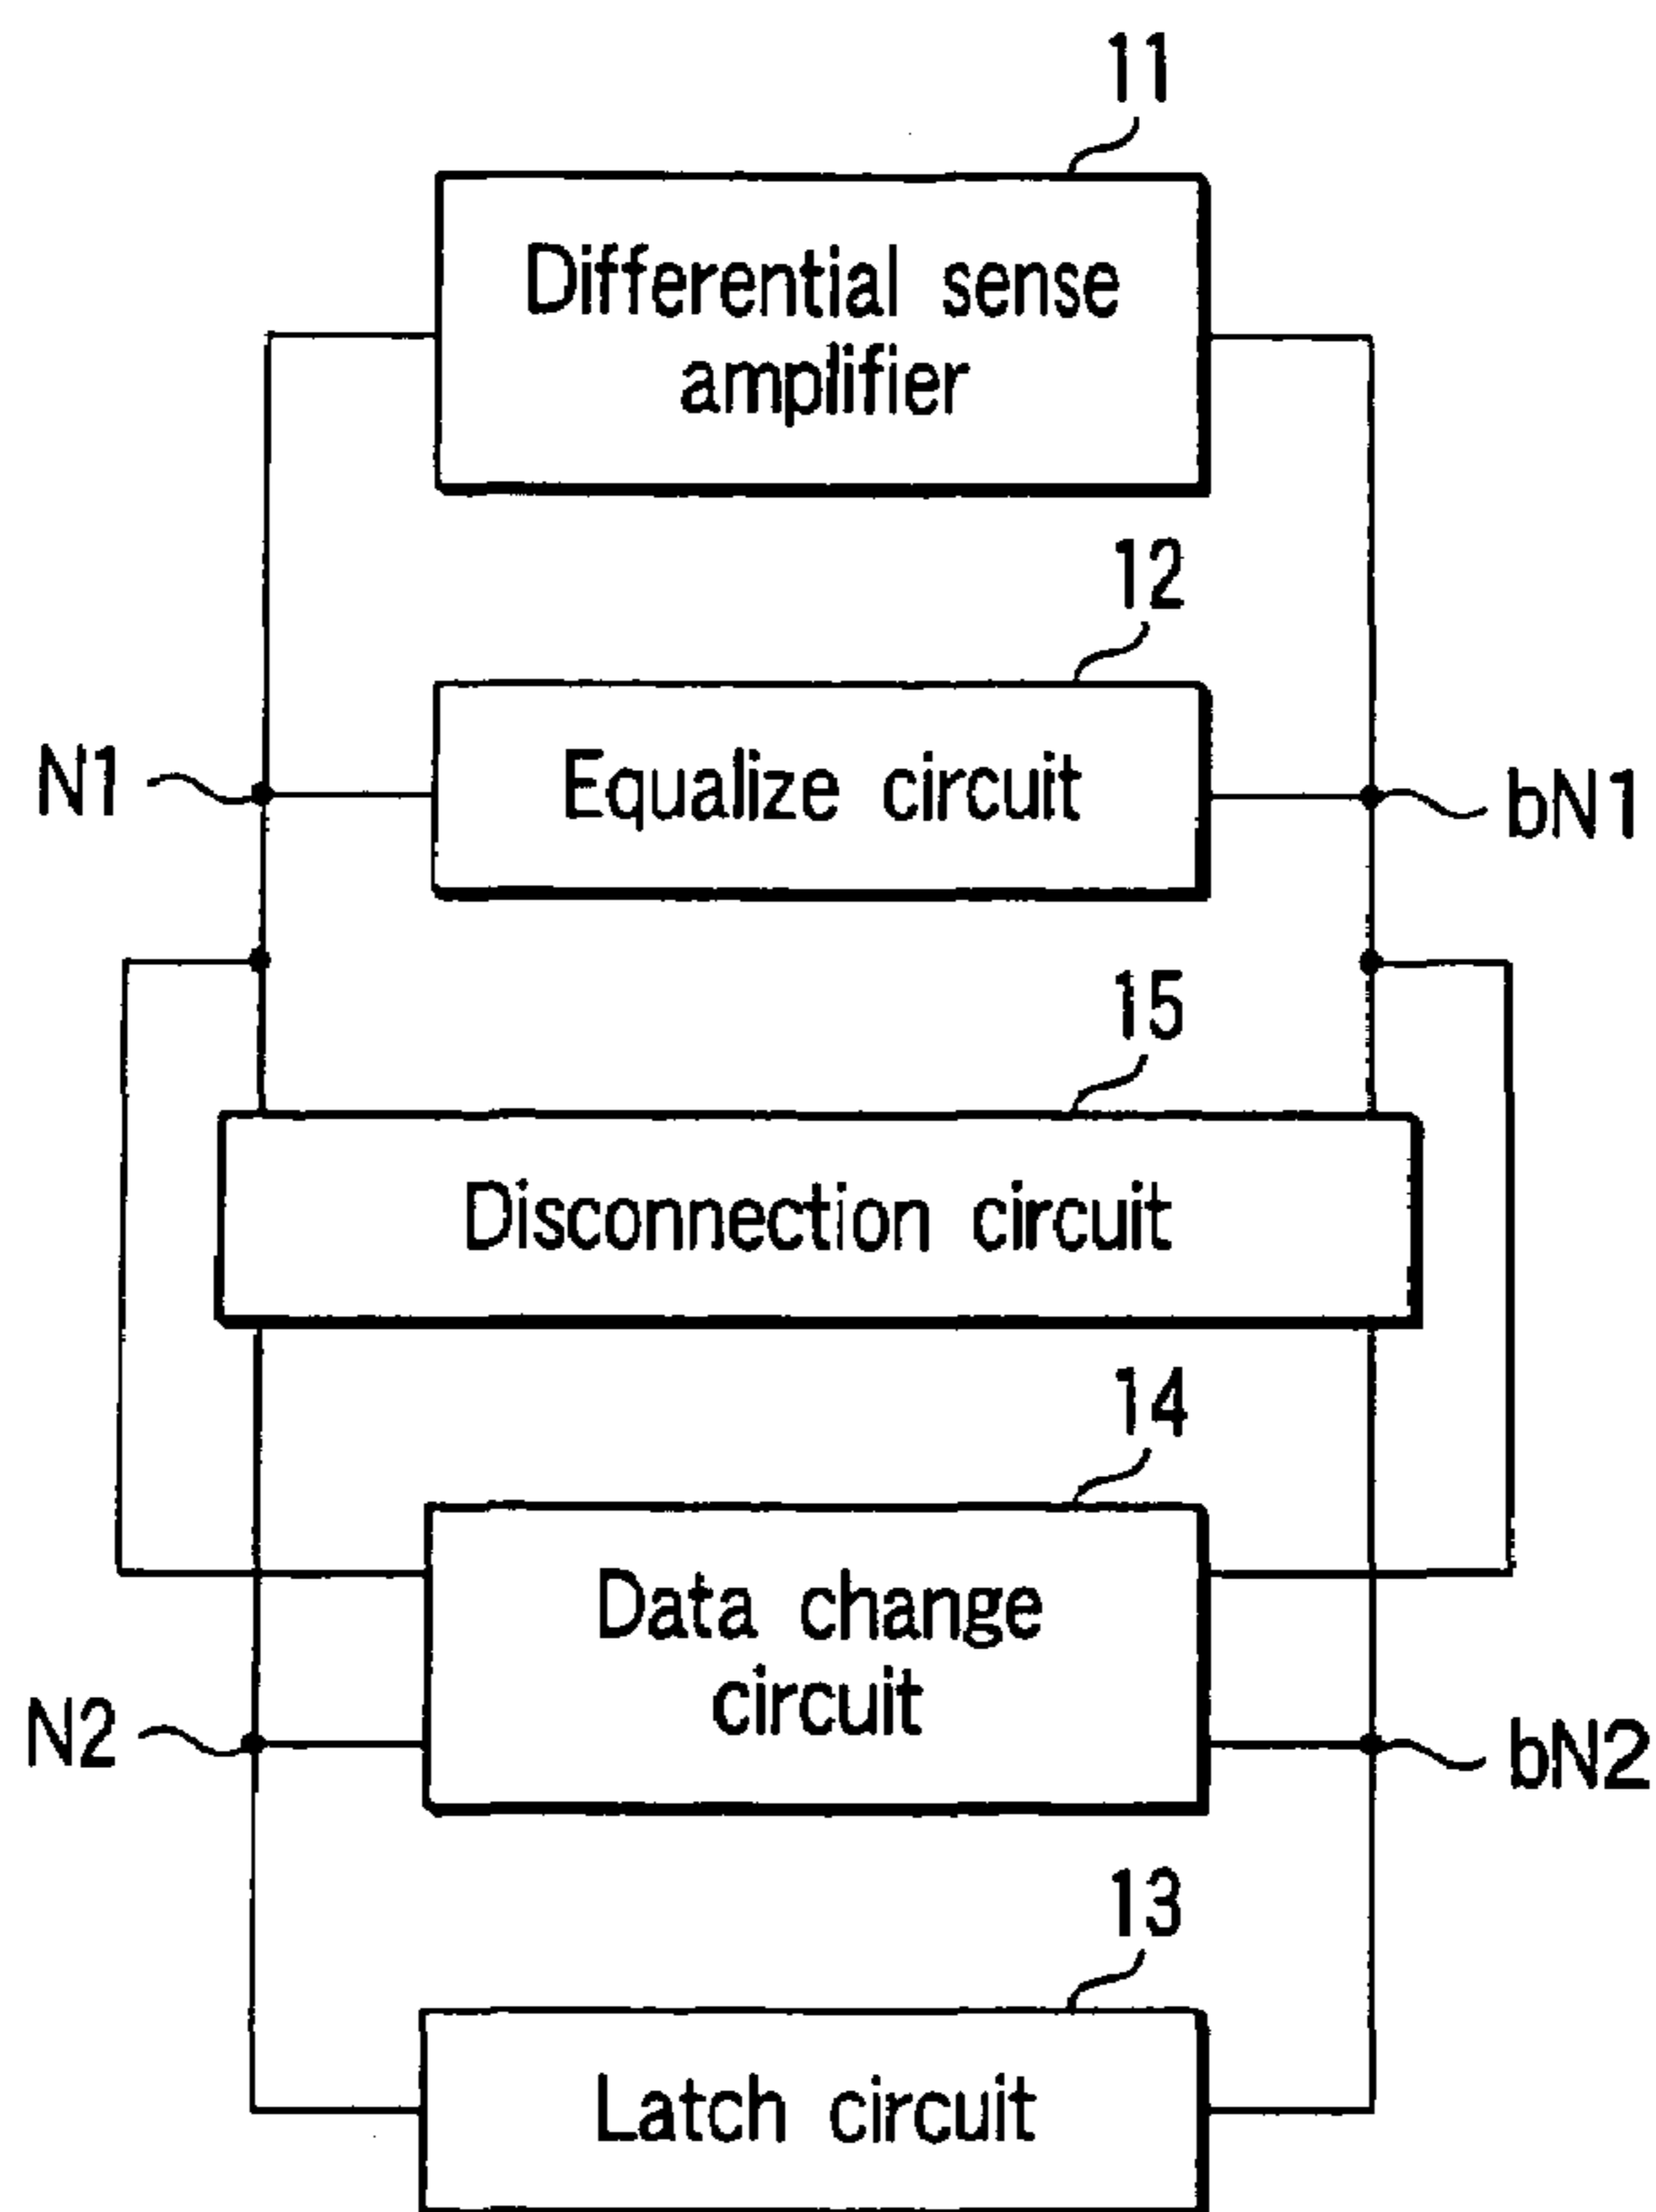 11
Differential sense
amplifier
12
N1
Equalize circuit
bN1
15
Disconnection circuit
14
Data change
circuit
N2
bN2
13
Latch circuit